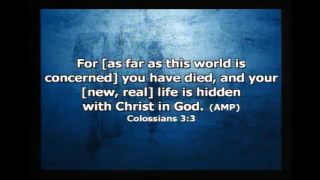 For [as far as this world is
concerned] you have died, and your
[new, real] life is hidden
with Christ in God. (AMP)
Colossians 3:3